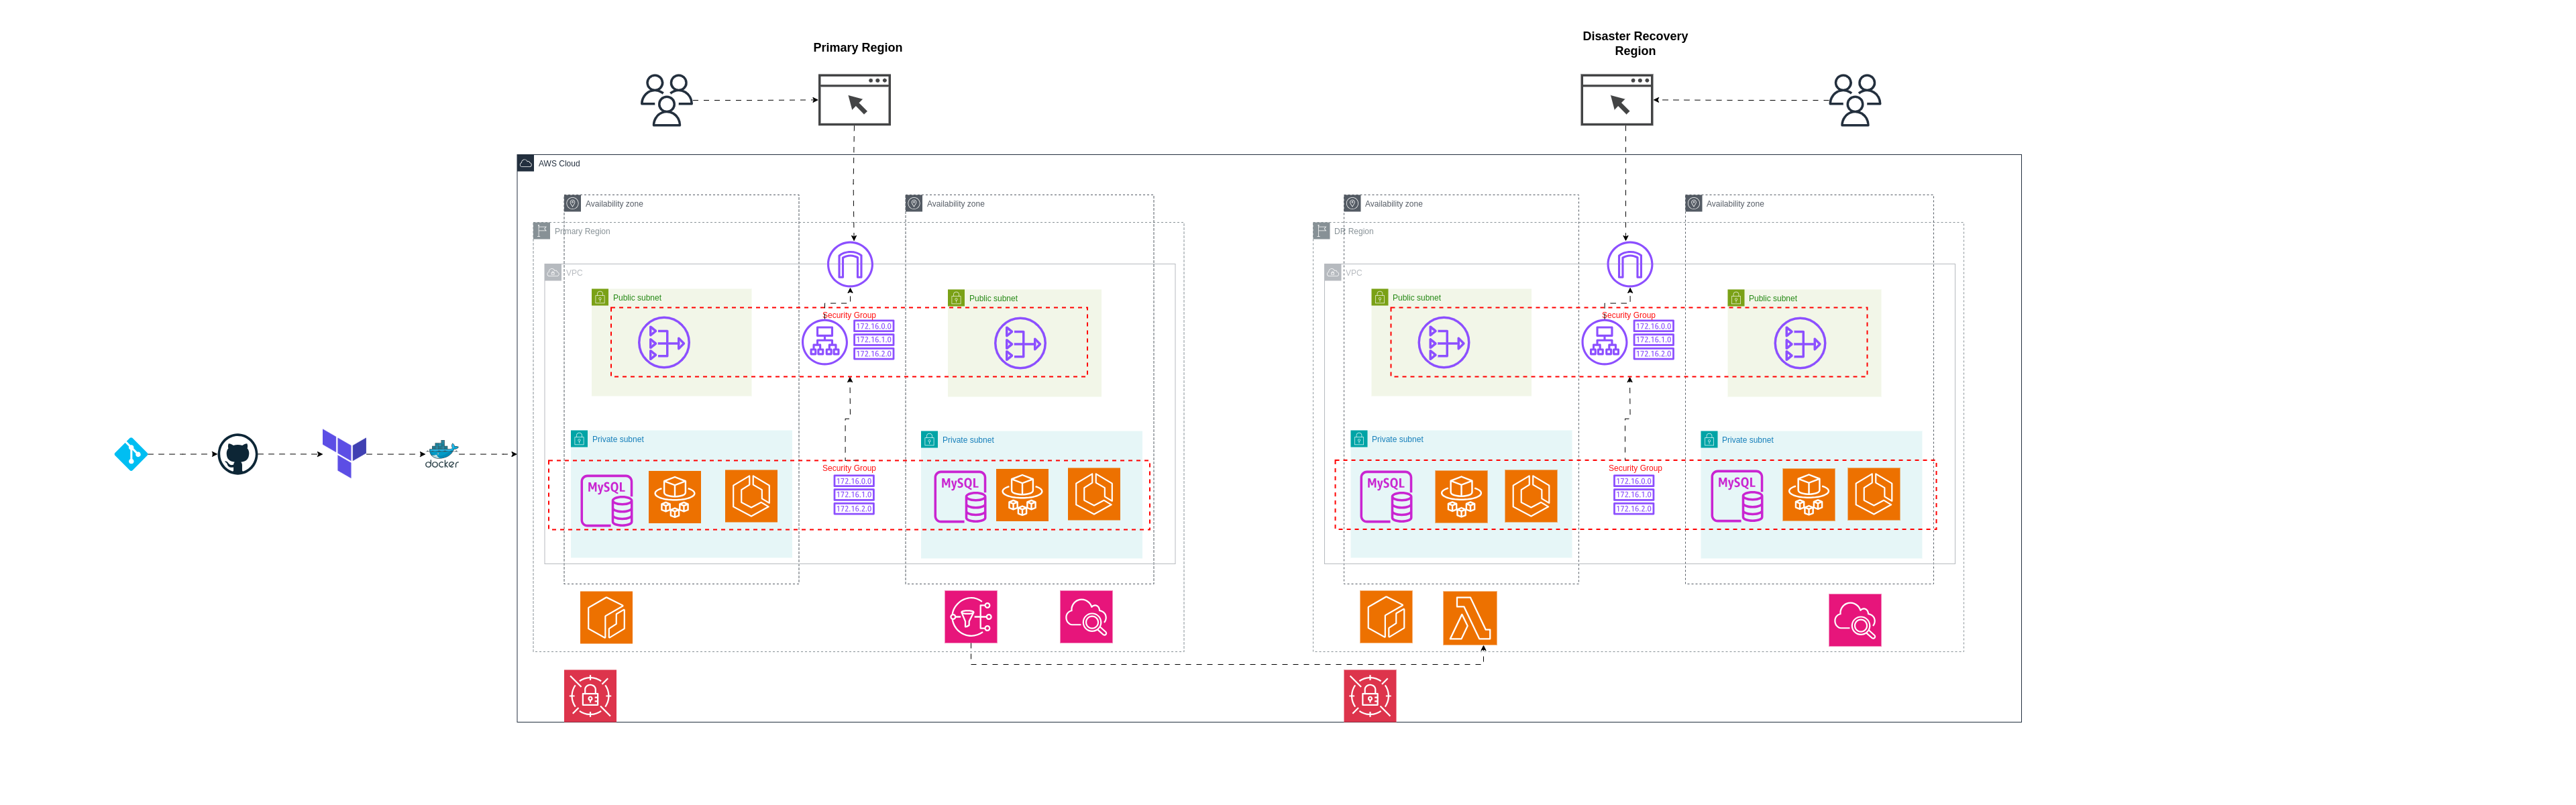 Primary Region
Disaster Recovery
Region
AWS Cloud
Availability zone
Availability zone
Availability zone
Availability zone
Primary Region
DR Region
VPC
VPC
Public subnet
Public subnet
Public subnet
Public subnet
Security Group
172.16.0.0
172.16.1.0
172.16.2.0
Security Group
172.16.0.0
172.16.1.0
172.16.2.0
Private subnet
Private subnet
Private subnet
Private subnet
docker
MySQL
Security Group
172.16.0.0
172.16.1.0
172.16.2.0
MySQL
MySQL
Security Group
172.16.0.0
172.16.1.0
172.16.2.0
MySQL